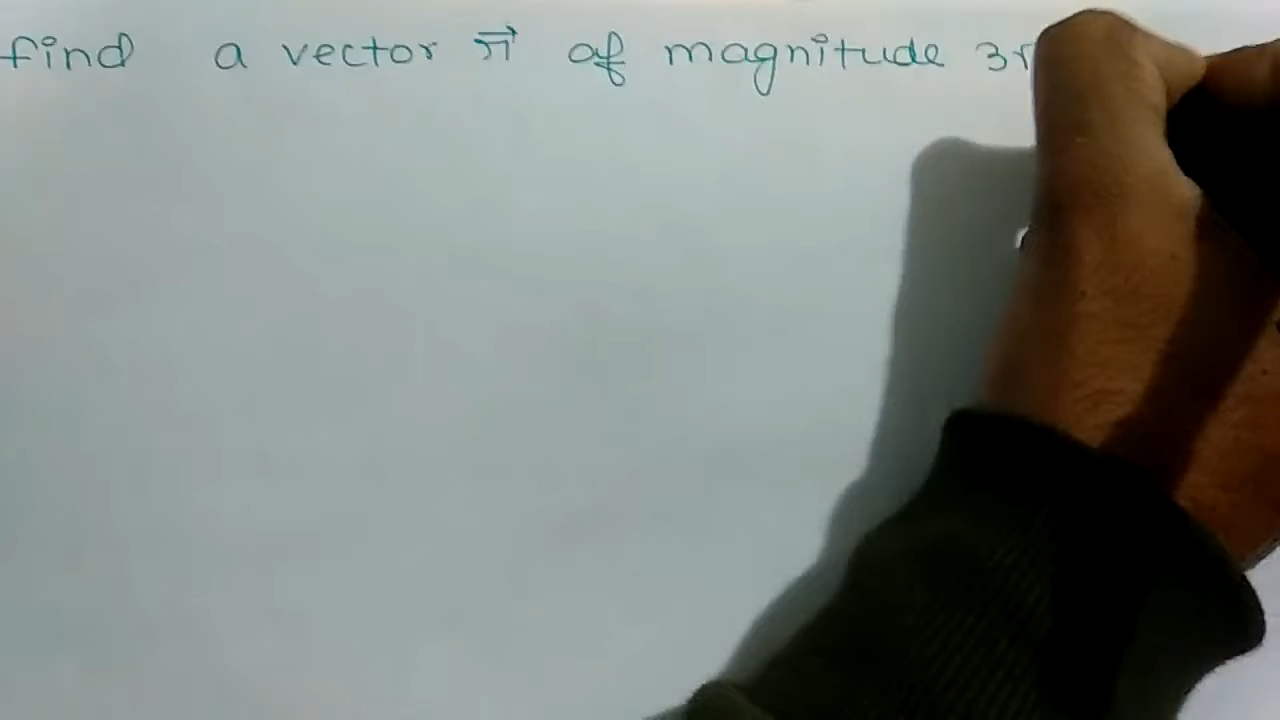 find a vector r⃗ of magnitude 3